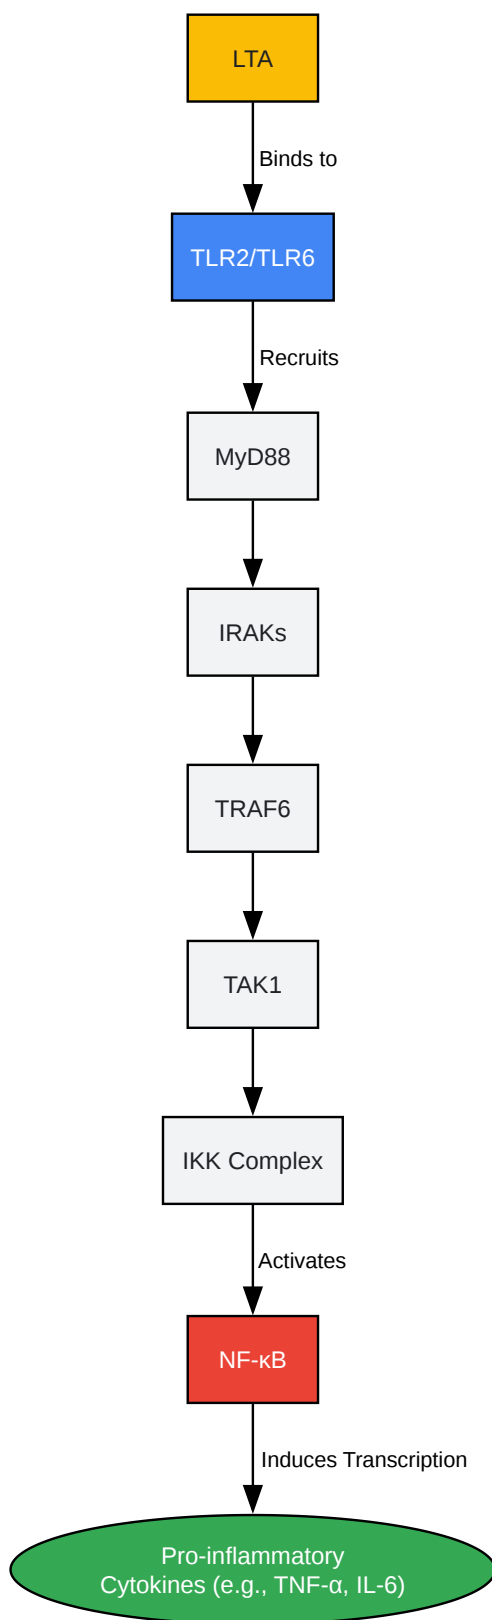 LTA
Binds to
TLR2/TLR6
Recruits
MyD88
IRAKs
TRAF6
TAK1
IKK Complex
Activates
NF-κB
Induces Transcription
Pro-inflammatory
Cytokines (e.g., TNF-α, IL-6)